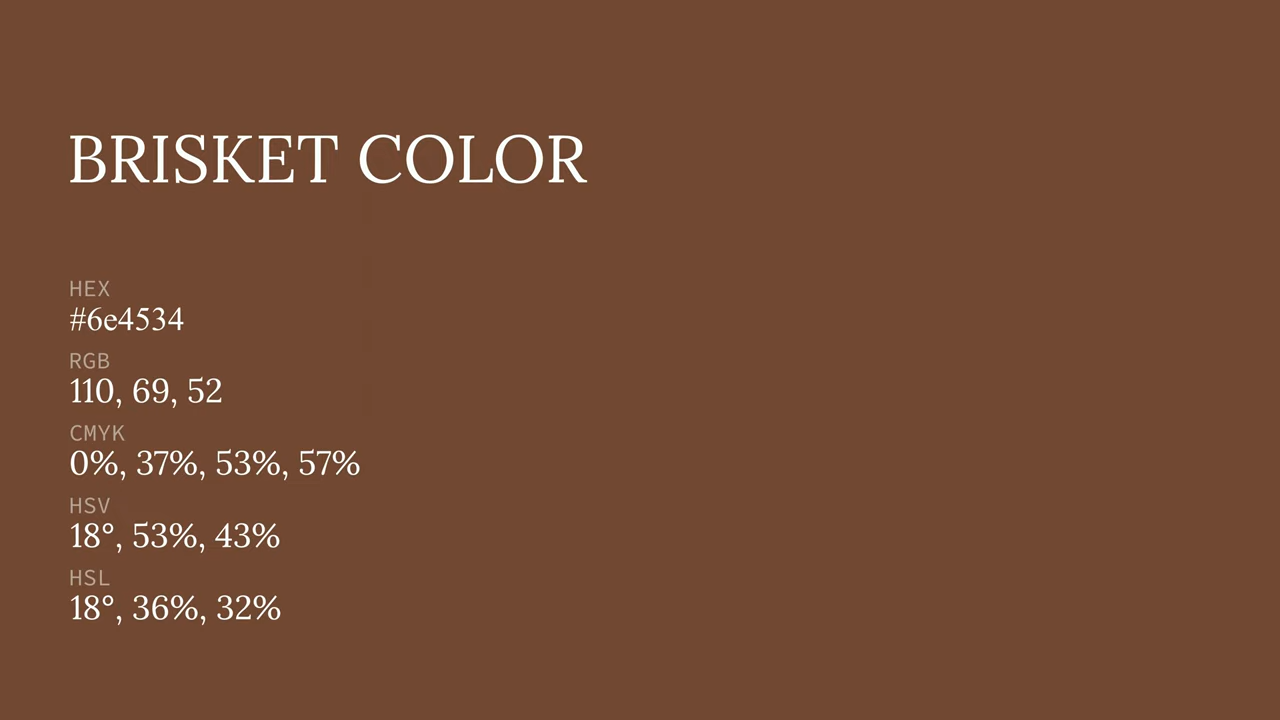 BRISKET COLOR
HEX
#6e4534
RGB
110, 69, 52
CMYK
0%, 37%, 53%, 57%
HSV
18°, 53%, 43%
HSL
18°, 36%, 32%